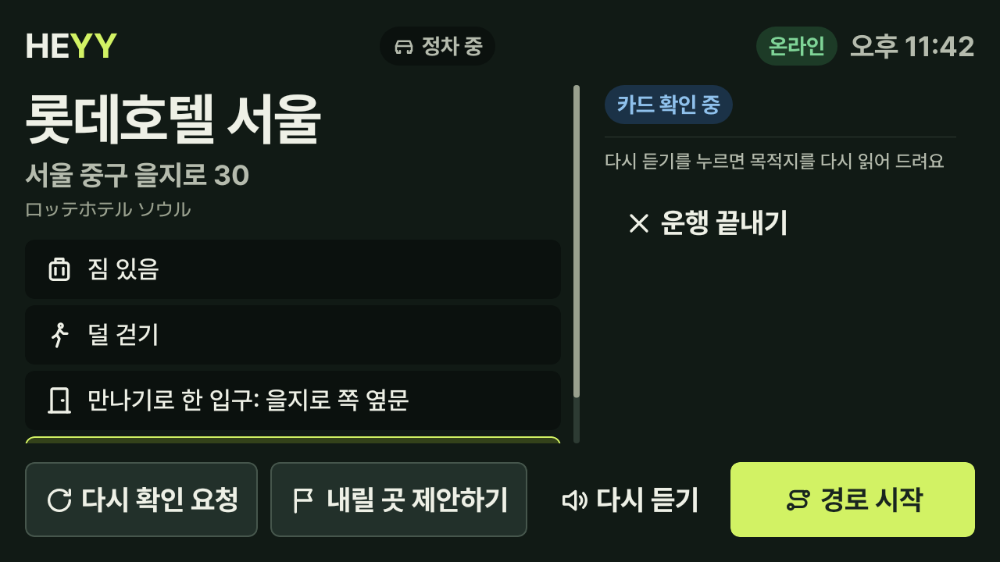 HEYY
정차 중
온라인
오후 11:42
롯데호텔 서울
서울 중구 을지로 30
ロッテホテル ソウル
짐 있음
덜 걷기
만나기로 한 입구: 을지로 쪽 옆문
카드 확인 중
다시 듣기를 누르면 목적지를 다시 읽어 드려요
운행 끝내기
다시 확인 요청
내릴 곳 제안하기
다시 듣기
경로 시작